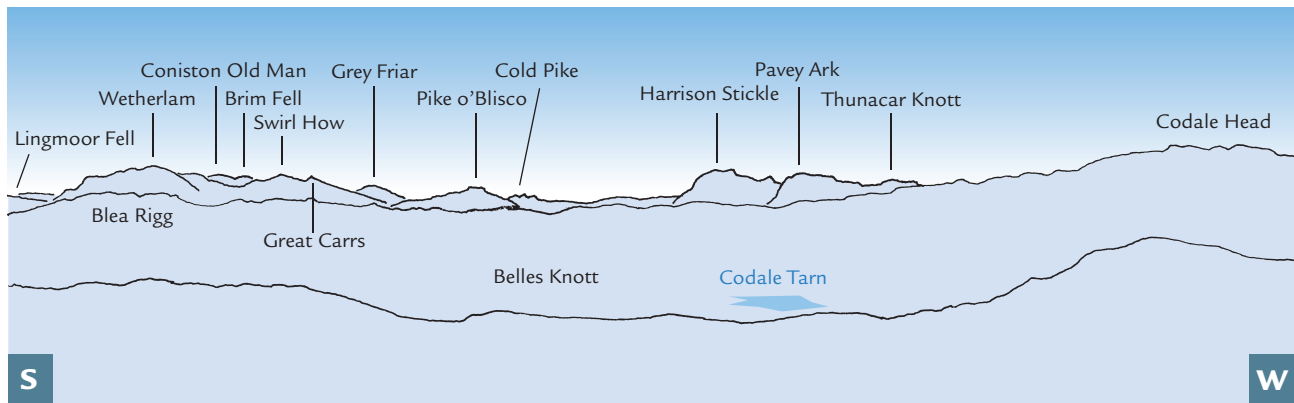 Coniston Old Man
Grey Friar
Cold Pike
Pavey Ark
Wetherlam
Brim Fell
Pike o’Blisco
Harrison Stickle
Thunacar Knott
Swirl How
Codale Head
Lingmoor Fell
Blea Rigg
Great Carrs
Belles Knott
Codale Tarn
S
W